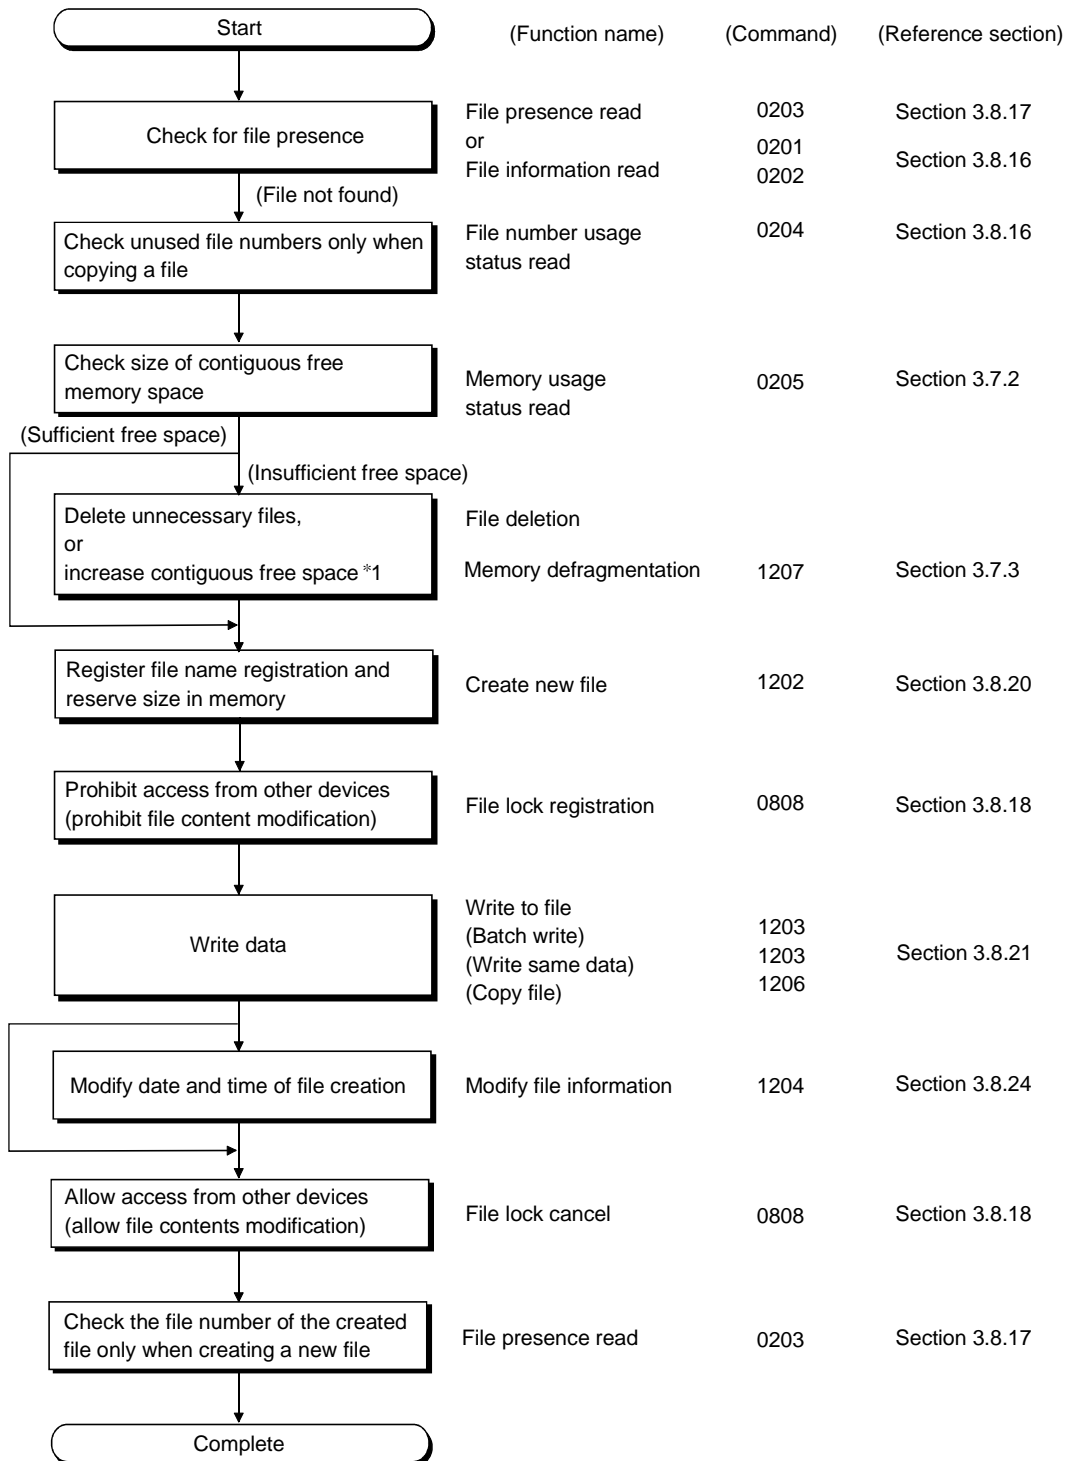 Start
(Function name) (Command) (Reference section)
Check for file presence
File presence read 0203 Section 3.8.17
or
0201
File information read
0202
Section 3.8.16
(File not found)
Check unused file numbers only when
copying a file
File number usage 0204 Section 3.8.16
status read
Check size of contiguous free
memory space
Memory usage 0205 Section 3.7.2
status read
(Sufficient free space)
(Insufficient free space)
Delete unnecessary files,
or
increase contiguous free space *1
File deletion
Memory defragmentation 1207 Section 3.7.3
Register file name registration and
reserve size in memory
Create new file 1202 Section 3.8.20
Prohibit access from other devices
(prohibit file content modification)
File lock registration 0808 Section 3.8.18
Write data
Write to file
(Batch write) 1203
(Write same data) 1203 Section 3.8.21
(Copy file) 1206
Modify date and time of file creation
Modify file information 1204 Section 3.8.24
Allow access from other devices
(allow file contents modification)
File lock cancel 0808 Section 3.8.18
Check the file number of the created
file only when creating a new file
File presence read 0203 Section 3.8.17
Complete